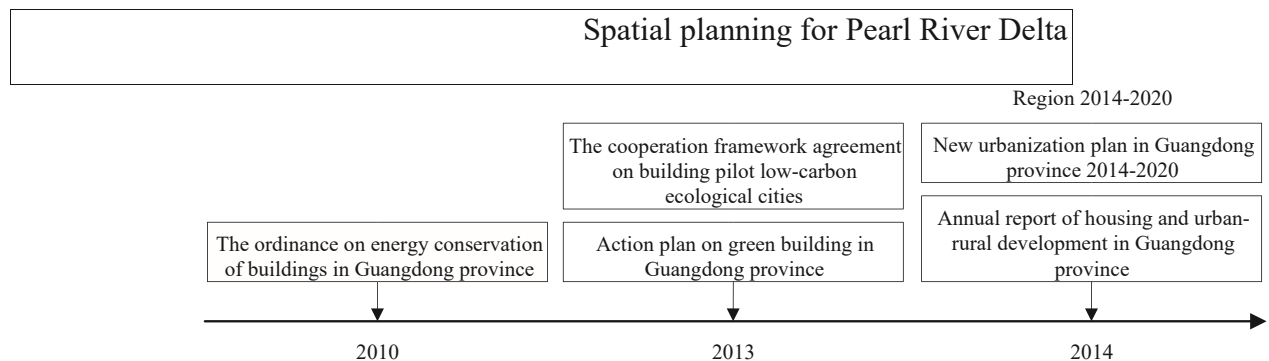 Spatial planning for Pearl River Delta
Region 2014-2020
The cooperation framework agreement
on building pilot low-carbon
ecological cities
New urbanization plan in Guangdong
province 2014-2020
The ordinance on energy conservation
of buildings in Guangdong province
Action plan on green building in
Guangdong province
Annual report of housing and urban-
rural development in Guangdong
province
2010
2013
2014